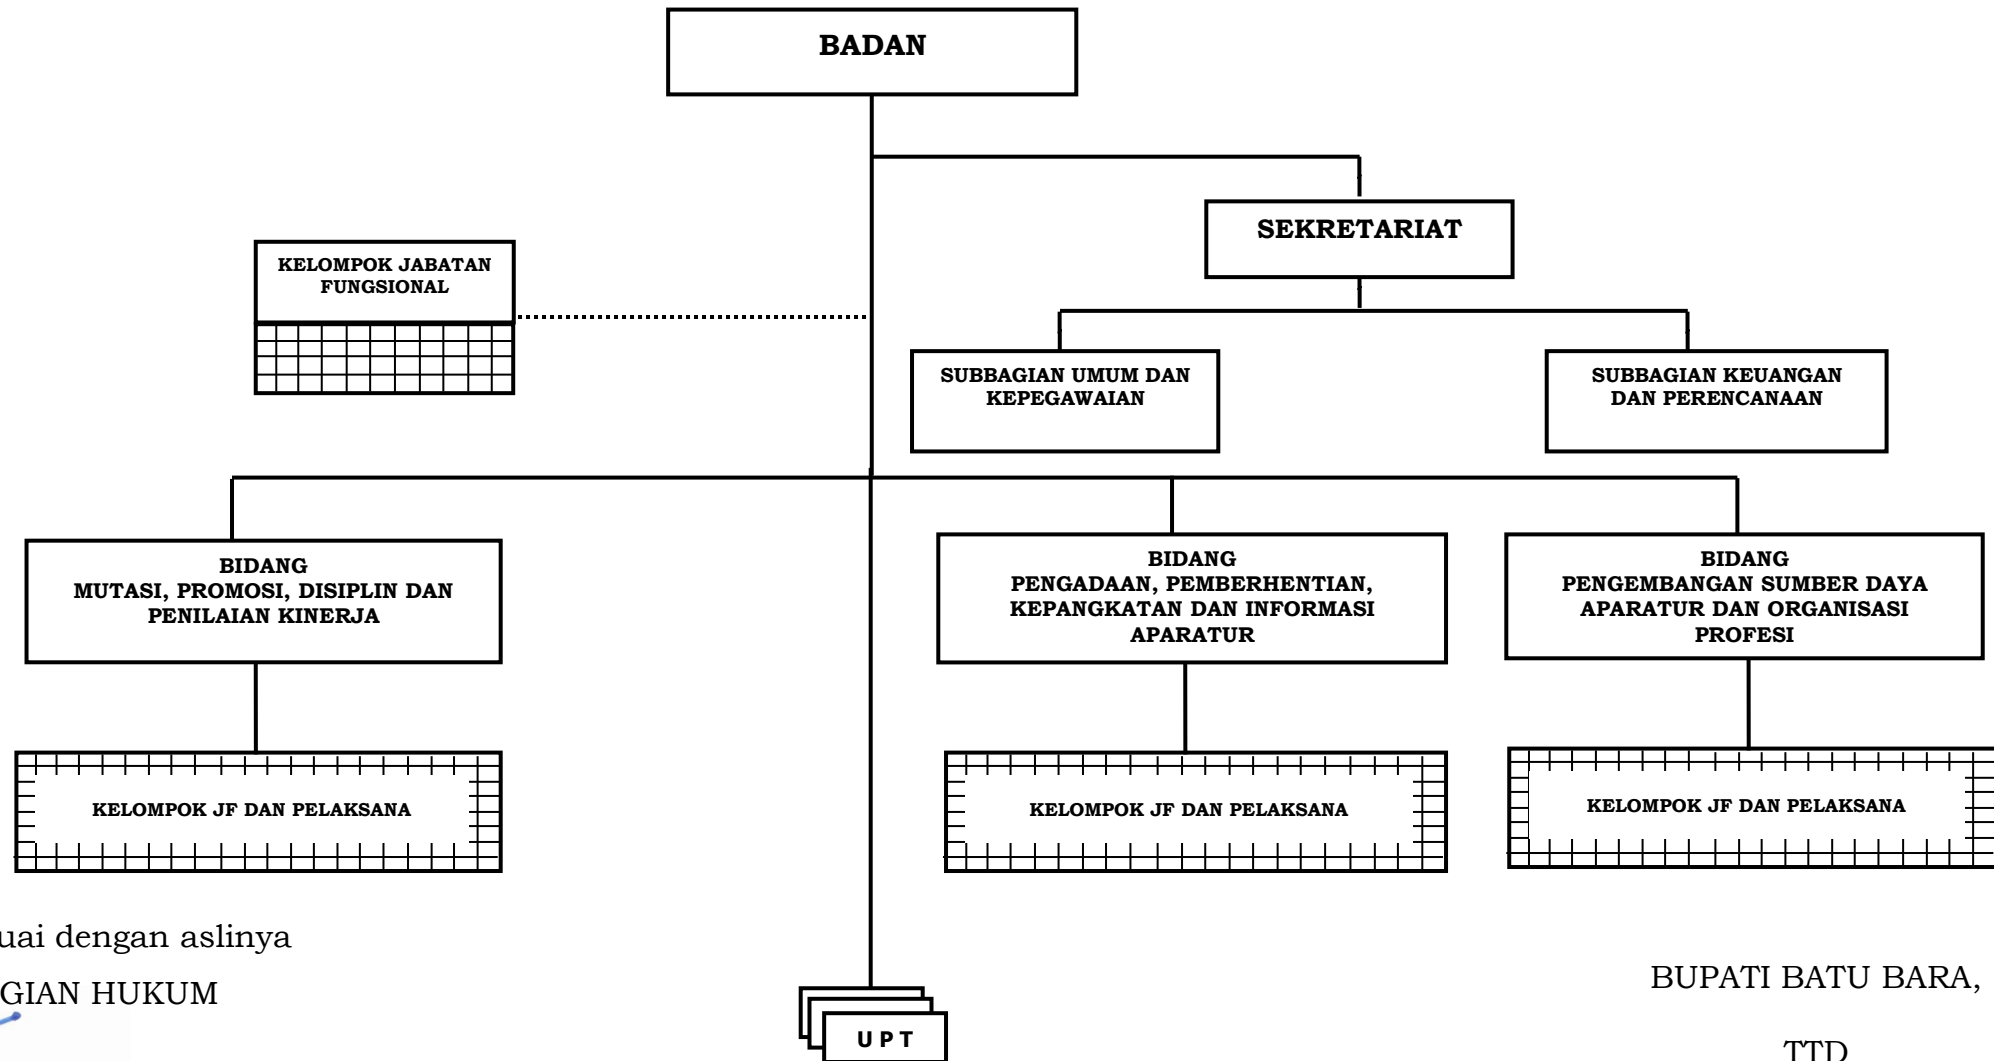 BADAN
SEKRETARIAT
KELOMPOK JABATAN
FUNGSIONAL
SUBBAGIAN UMUM DAN
KEPEGAWAIAN
SUBBAGIAN KEUANGAN
DAN PERENCANAAN
BIDANG
MUTASI, PROMOSI, DISIPLIN DAN
PENILAIAN KINERJA
BIDANG
PENGADAAN, PEMBERHENTIAN,
KEPANGKATAN DAN INFORMASI
APARATUR
BIDANG
PENGEMBANGAN SUMBER DAYA
APARATUR DAN ORGANISASI
PROFESI
KELOMPOK JF DAN PELAKSANA
KELOMPOK JF DAN PELAKSANA
KELOMPOK JF DAN PELAKSANA
uai dengan aslinya
GIAN HUKUM
U P T
BUPATI BATU BARA,
TTD